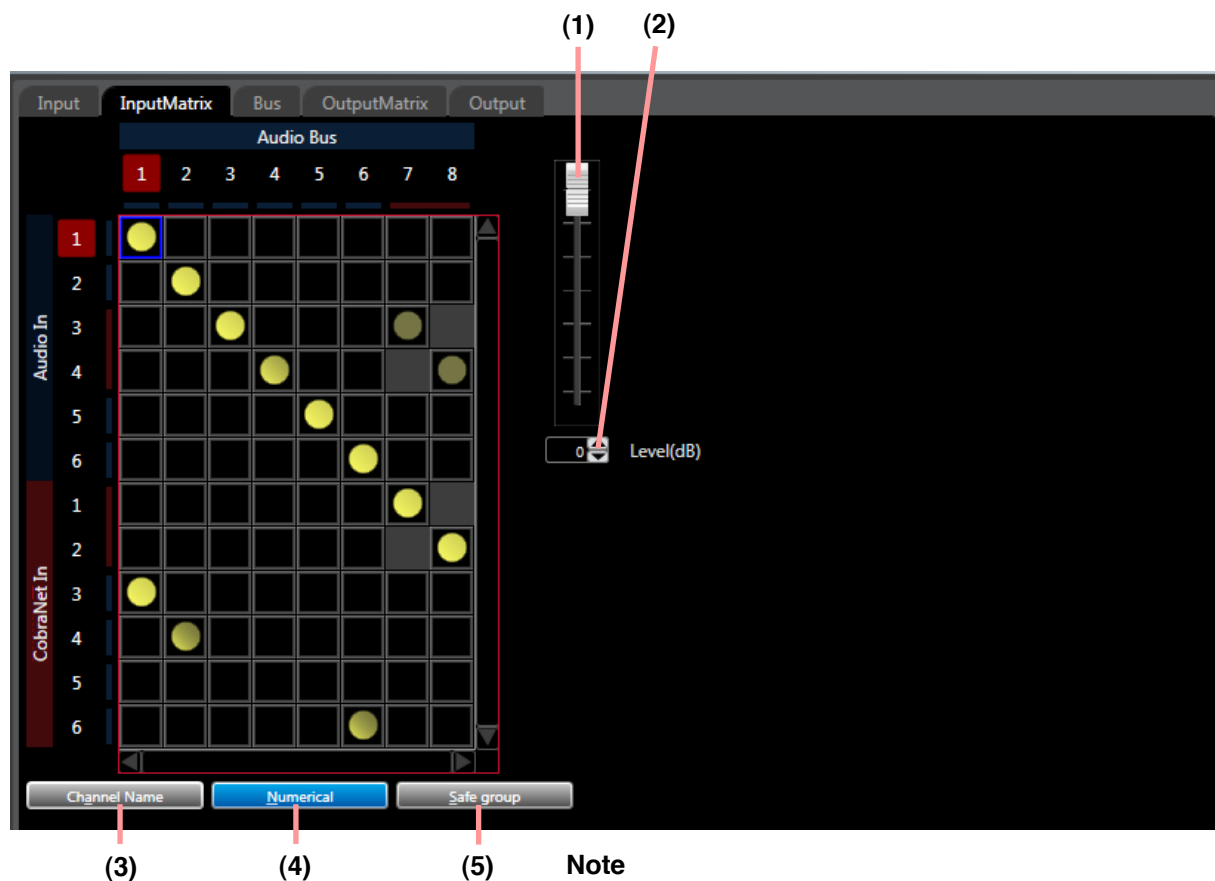 (1) (2)
Input InputMatrix Bus OutputMatrix Output
Audio Bus
1 2 3 4 5 6 7 8
Audio In
1
2
3
4
5
6
CobraNet In
1
2
3
4
5
6
0 Level(dB)
Channel Name Numerical Safe group
(3) (4) (5) Note